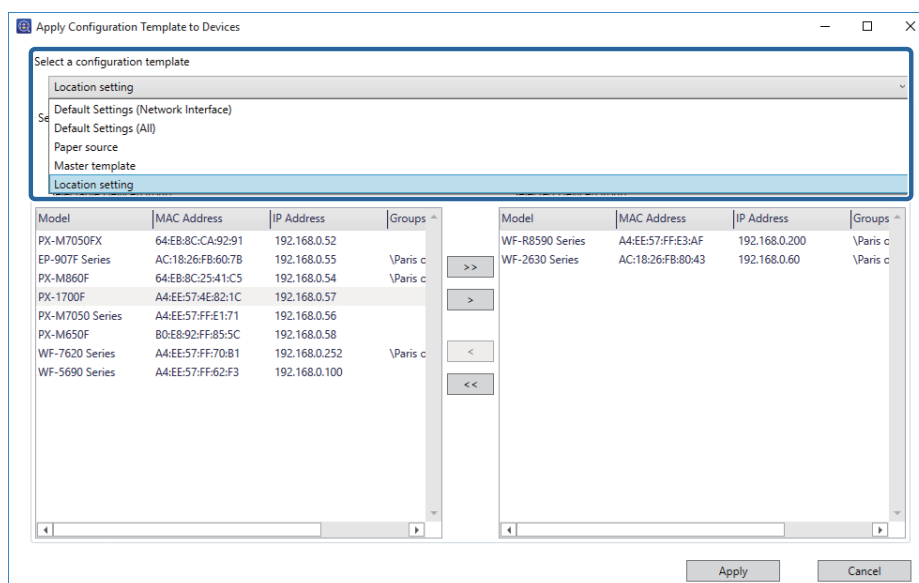 Apply Configuration Template to Devices
Select a configuration template
Location setting
Se
Default Settings (Network Interface)
Default Settings (All)
Paper source
Master template
Location setting
Model MAC Address IP Address Groups
PX-M7050FX 64:EB:8C:CA:92:91 192.168.0.52
EP-907F Series AC:18:26:FB:60:7B 192.168.0.55 \Paris c
PX-M860F 64:EB:8C:25:41:C5 192.168.0.54 \Paris c
PX-1700F A4:EE:57:4E:82:1C 192.168.0.57
PX-M7050 Series A4:EE:57:FF:E1:71 192.168.0.56
PX-M650F B0:E8:92:FF:85:5C 192.168.0.58
WF-7620 Series A4:EE:57:FF:70:B1 192.168.0.252 \Paris c
WF-5690 Series A4:EE:57:FF:62:F3 192.168.0.100
>>
>
<
<<
Model MAC Address IP Address Groups
WF-R8590 Series A4:EE:57:FF:E3:AF 192.168.0.200 \Paris c
WF-2630 Series AC:18:26:FB:80:43 192.168.0.60 \Paris c
Apply Cancel